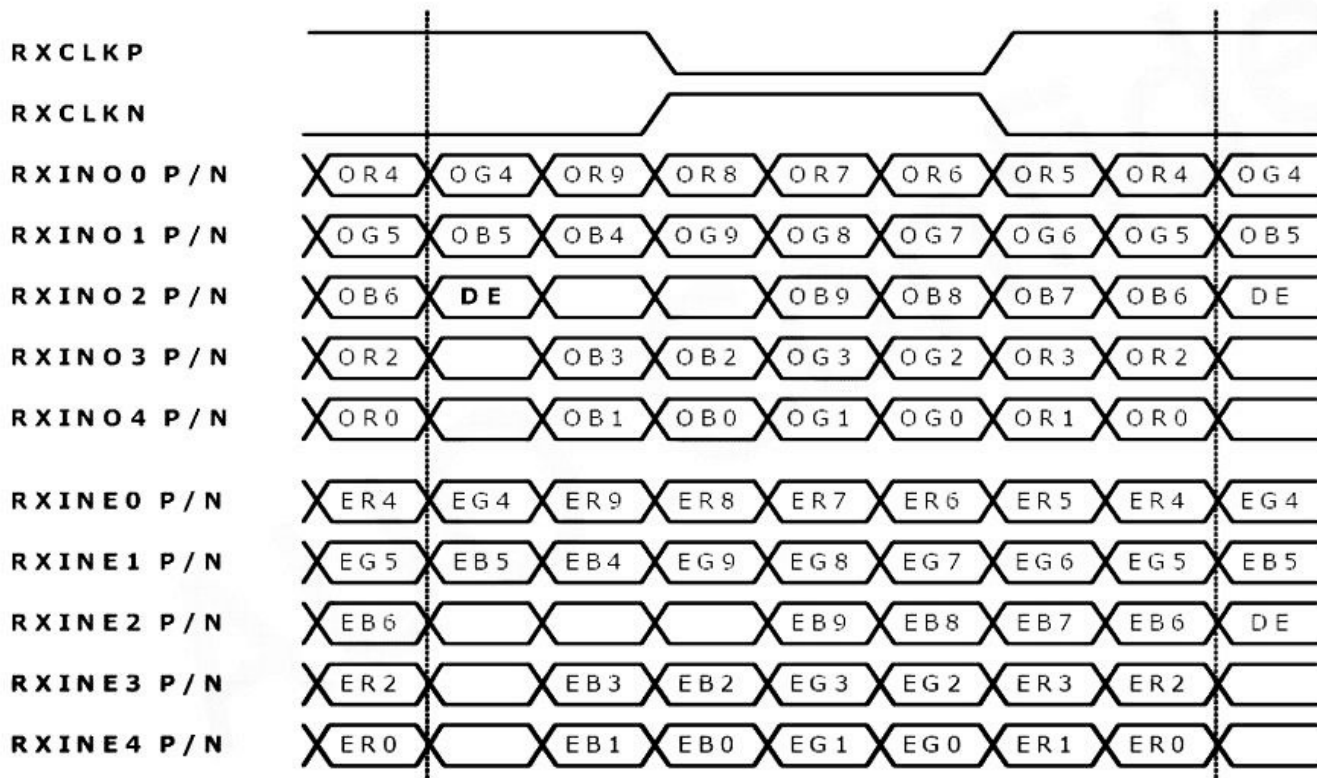 RXCLKP
RXCLKN
RXINO0 P/N OR4 OG4 OR9 OR8 OR7 OR6 OR5 OR4 OG4
RXINO1 P/N OG5 OB5 OB4 OG9 OG8 OG7 OG6 OG5 OB5
RXINO2 P/N OB6 DE OB9 OB8 OB7 OB6 DE
RXINO3 P/N OR2 OB3 OB2 OG3 OG2 OR3 OR2
RXINO4 P/N OR0 OB1 OB0 OG1 OG0 OR1 OR0
RXINE0 P/N ER4 EG4 ER9 ER8 ER7 ER6 ER5 ER4 EG4
RXINE1 P/N EG5 EB5 EB4 EG9 EG8 EG7 EG6 EG5 EB5
RXINE2 P/N EB6 EB9 EB8 EB7 EB6 DE
RXINE3 P/N ER2 EB3 EB2 EG3 EG2 ER3 ER2
RXINE4 P/N ER0 EB1 EB0 EG1 EG0 ER1 ER0